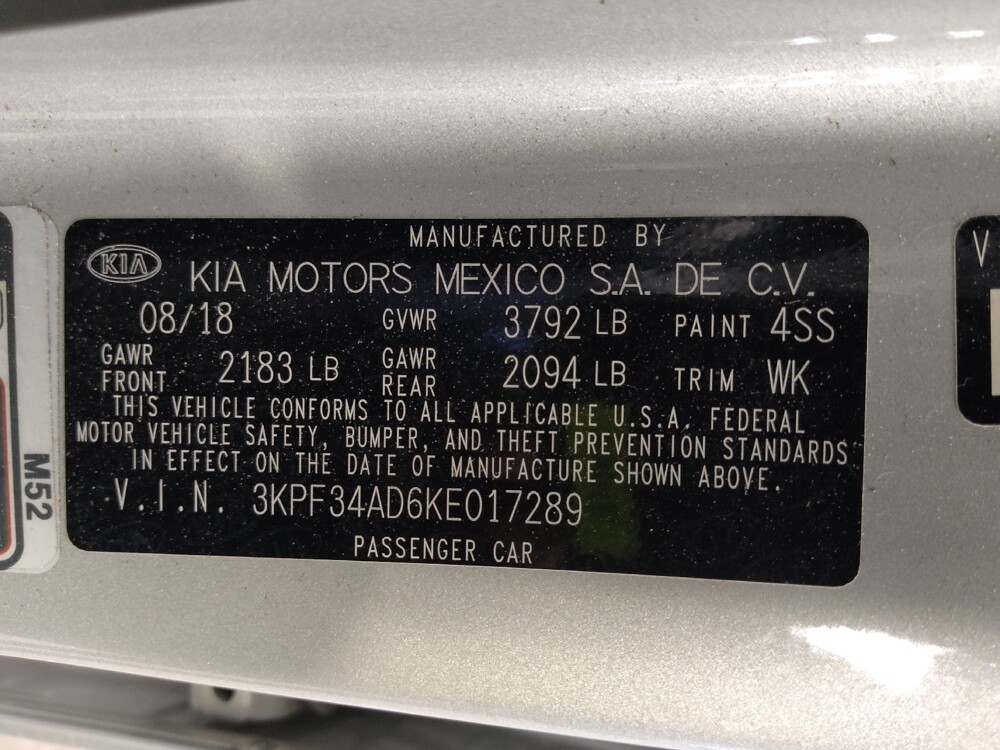 MANUFACTURED BY
KIA
KIA MOTORS MEXICO S.A. DE C.V.
08/18 GVWR 3792 LB PAINT 4SS
GAWR FRONT 2183 LB GAWR REAR 2094 LB TRIM WK
THIS VEHICLE CONFORMS TO ALL APPLICABLE U.S.A. FEDERAL
MOTOR VEHICLE SAFETY, BUMPER, AND THEFT PREVENTION STANDARDS
IN EFFECT ON THE DATE OF MANUFACTURE SHOWN ABOVE.
V.I.N. 3KPF34AD6KE017289
PASSENGER CAR
M52
V